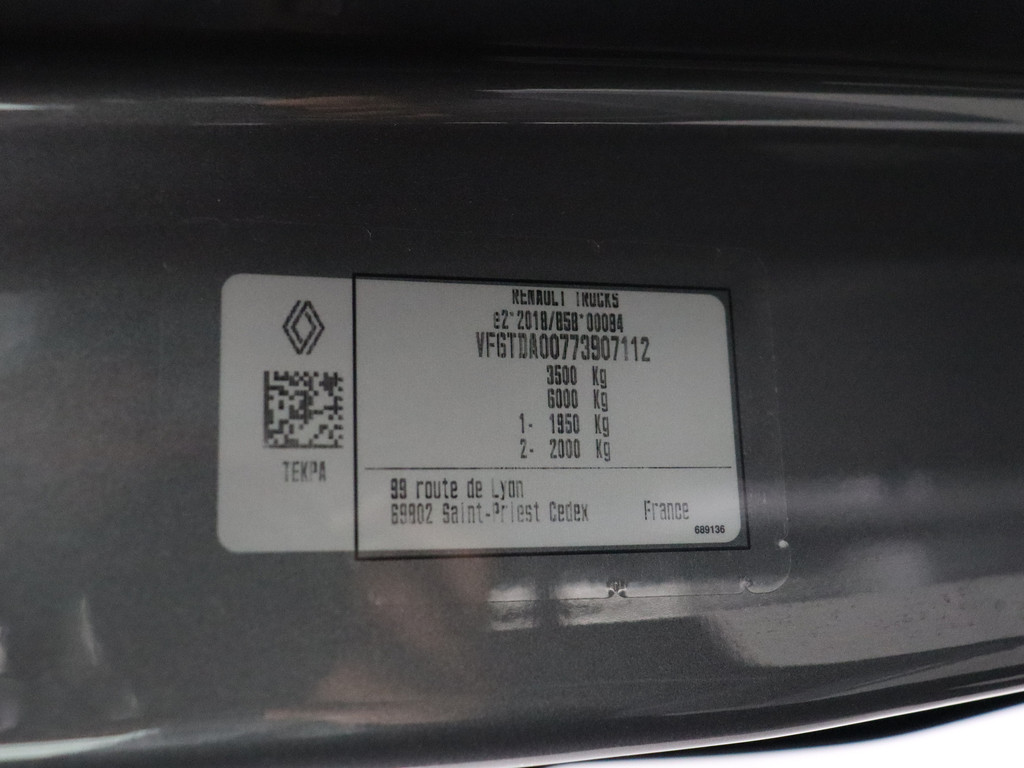 RENAULT TRUCKS
e2*2018/858*00084
VF6TDA00773907112
3500 Kg
6000 Kg
1- 1950 Kg
2- 2000 Kg
TEKPA
99 route de Lyon
69802 Saint-Priest Cedex France
689136